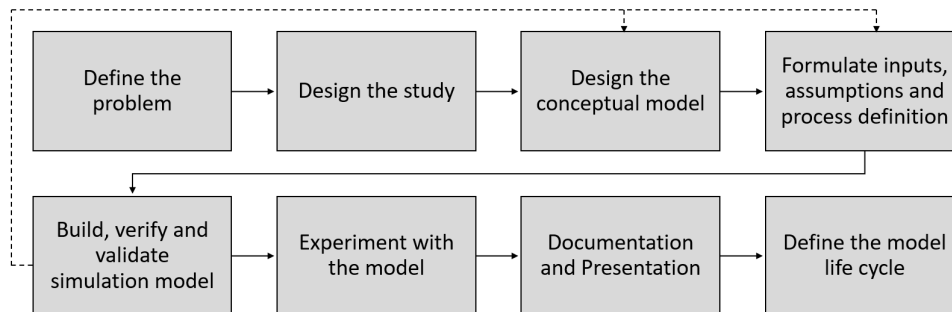 Define the
problem
Design the study
Design the
conceptual model
Formulate inputs,
assumptions and
process definition
Build, verify and
validate
simulation model
Experiment with
the model
Documentation
and Presentation
Define the model
life cycle